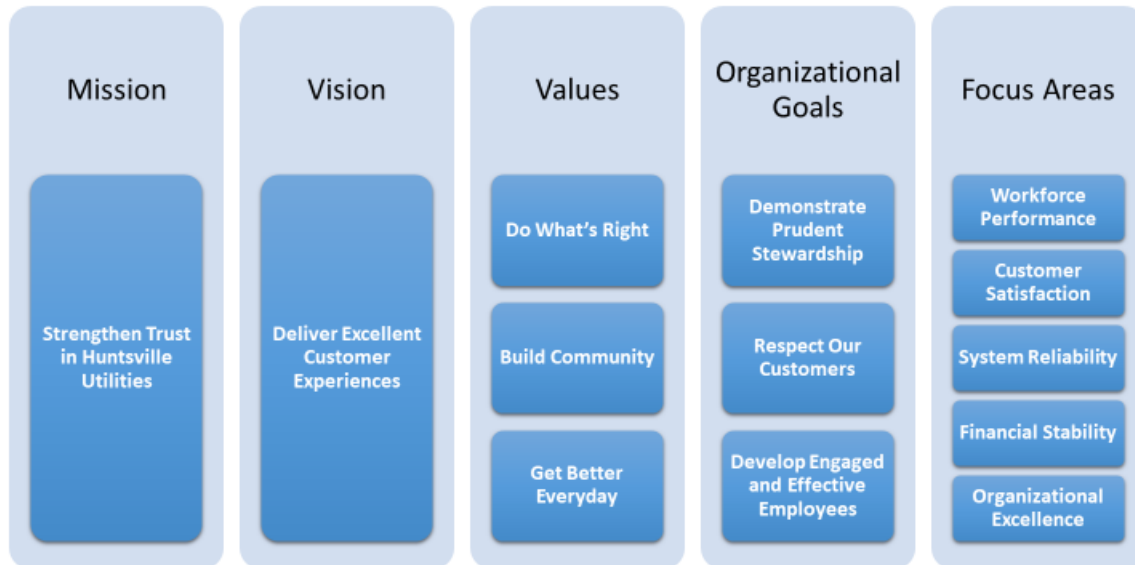 Mission
Strengthen Trust
in Huntsville
Utilities
Vision
Deliver Excellent
Customer
Experiences
Values
Do What's Right
Build Community
Get Better
Everyday
Organizational
Goals
Demonstrate
Prudent
Stewardship
Respect Our
Customers
Develop Engaged
and Effective
Employees
Focus Areas
Workforce
Performance
Customer
Satisfaction
System Reliability
Financial Stability
Organizational
Excellence